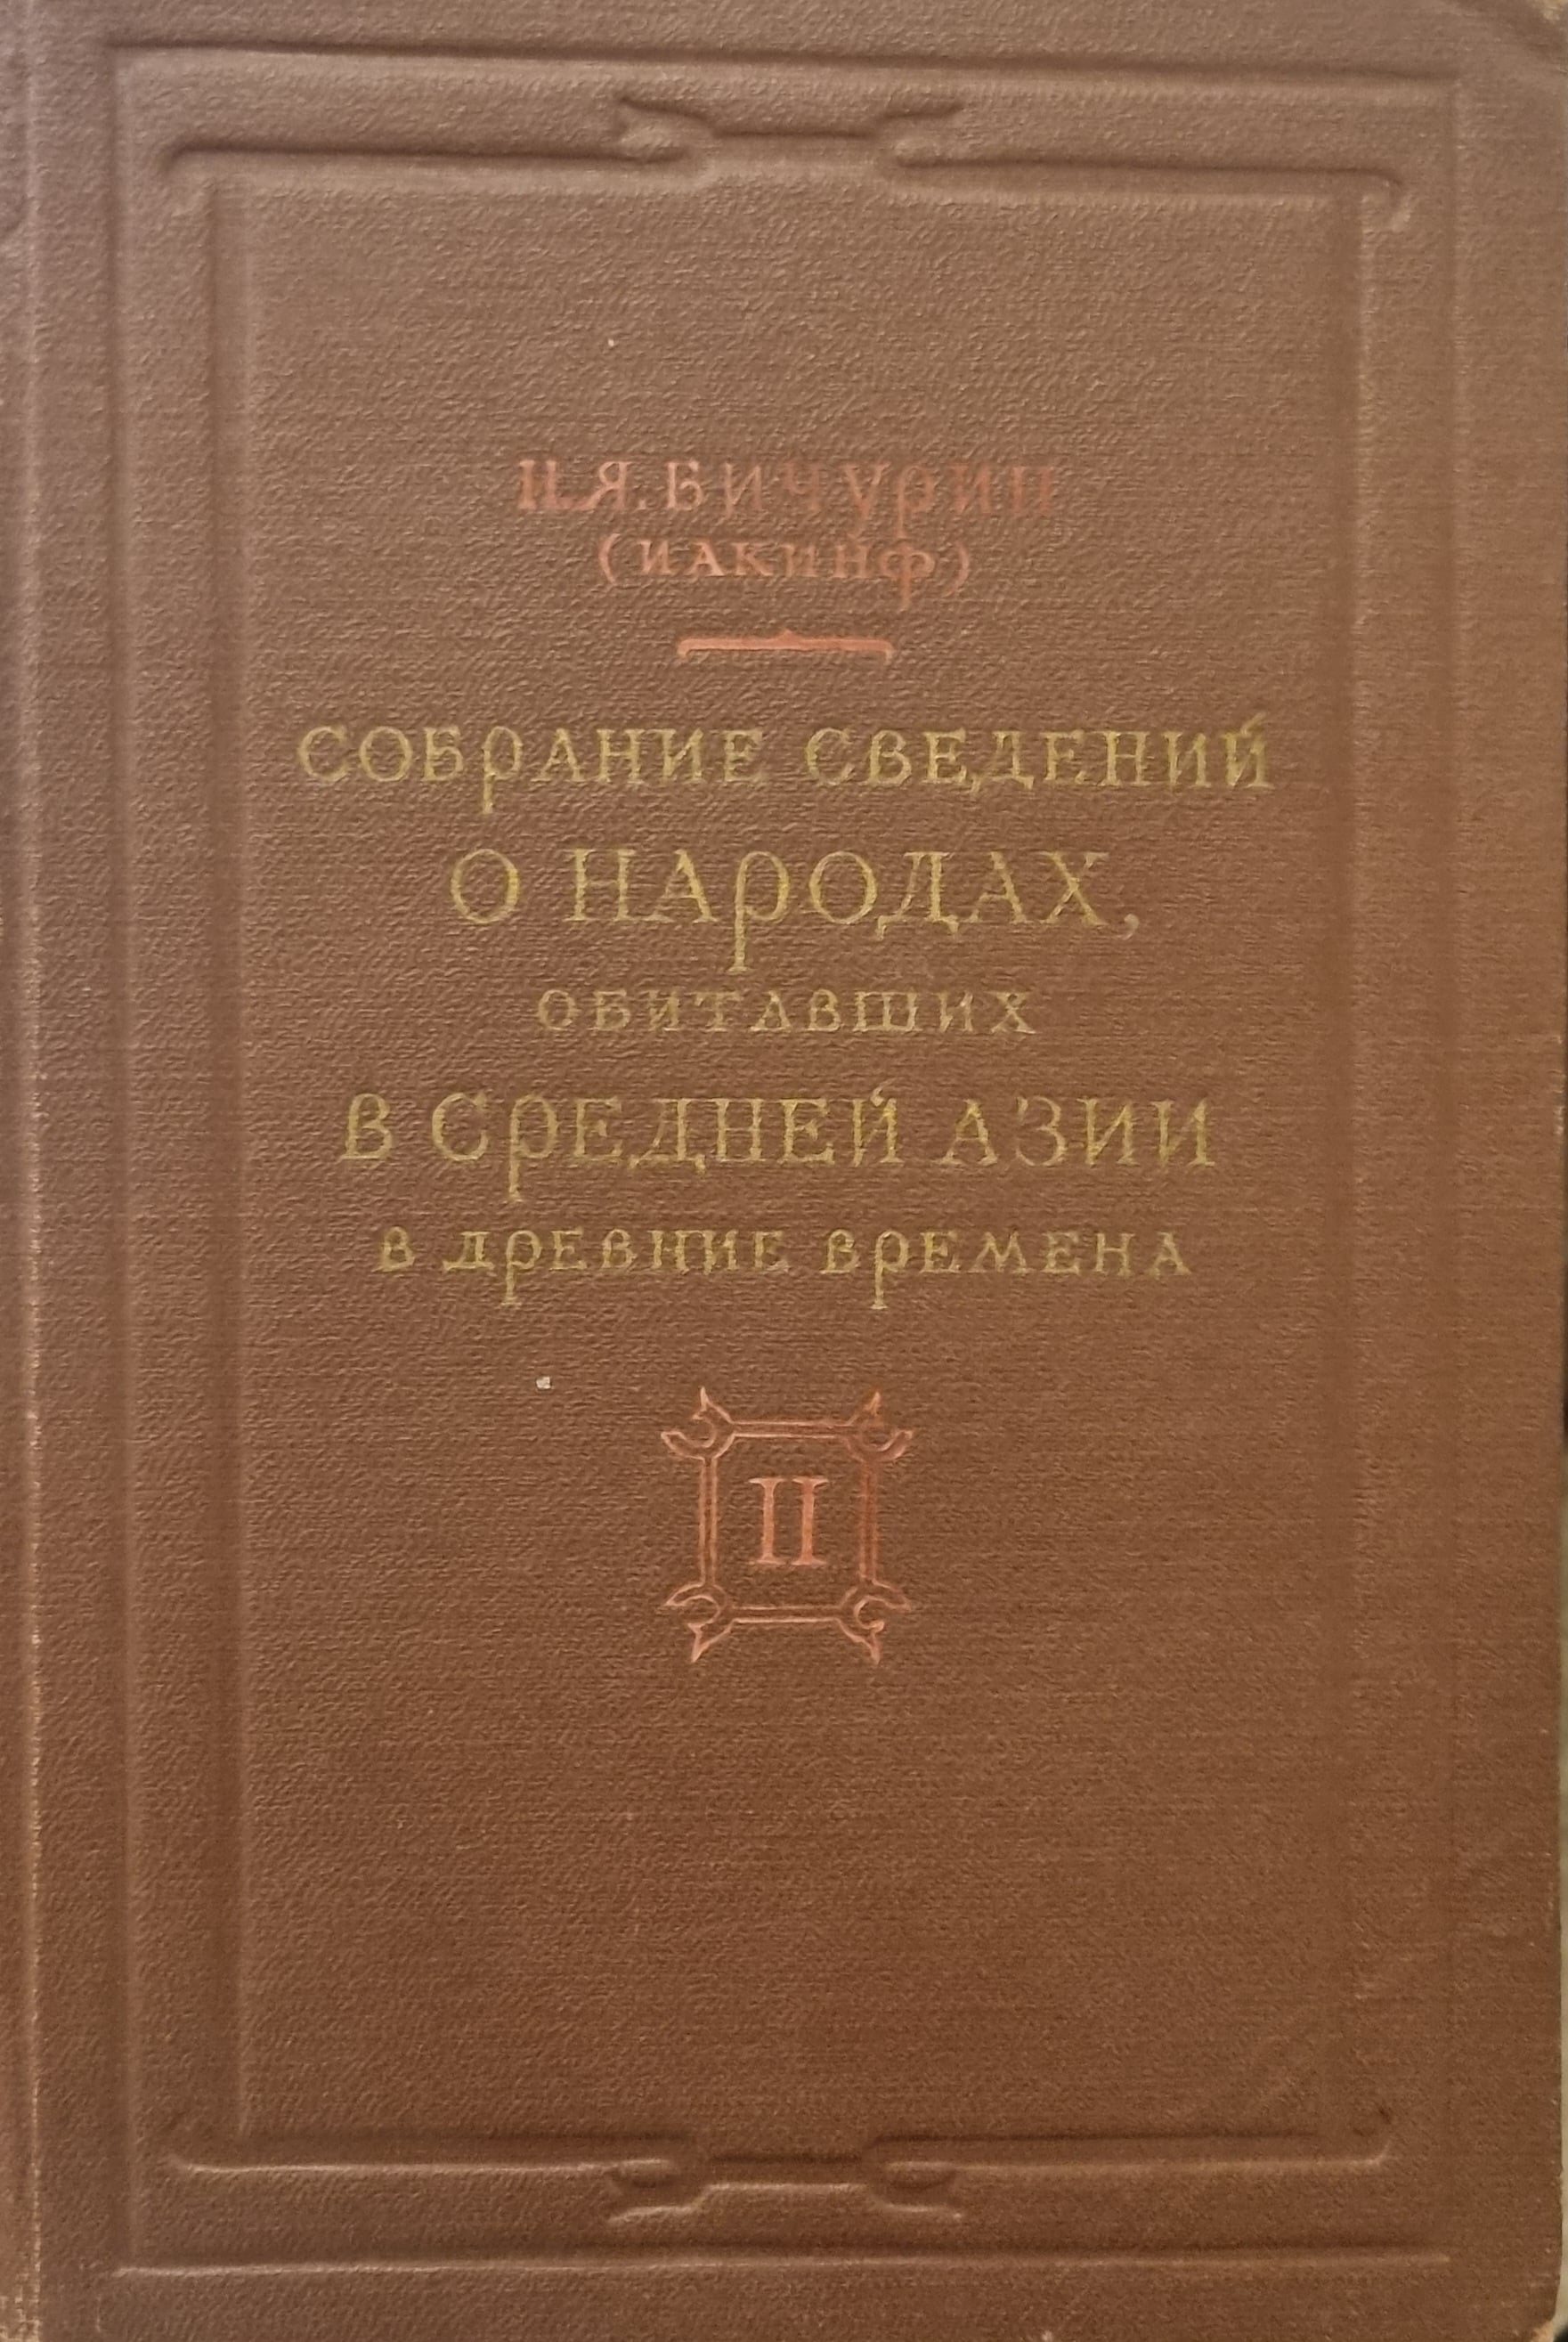 Н.Я. БИЧУРИН
(ИАКИНФ)
СОБРАНИЕ СВЕДЕНИЙ
О НАРОДАХ,
ОБИТАВШИХ
В СРЕДНЕЙ АЗИИ
В ДРЕВНИЕ ВРЕМЕНА
II